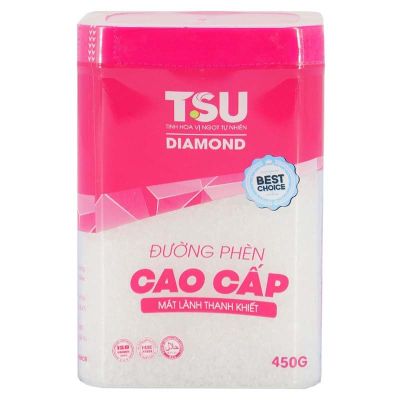 TSU
TINH HOA VỊ NGỌT TỰ NHIÊN
DIAMOND
BEST
CHOICE
ĐƯỜNG PHÈN
CAO CẤP
MÁT LÀNH THANH KHIẾT
450G